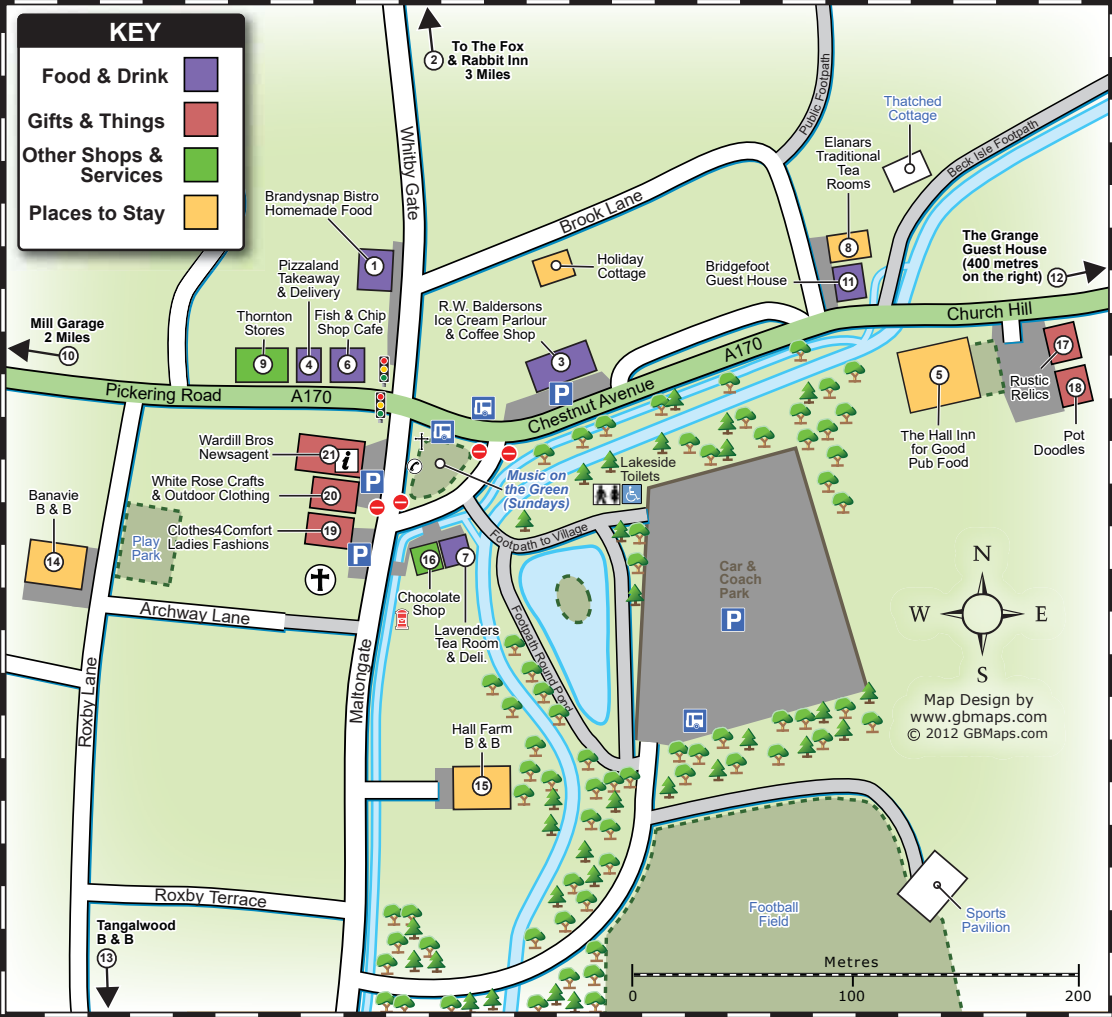 KEY
Food & Drink
Gifts & Things
Other Shops &
Services
Places to Stay
2
To The Fox
& Rabbit Inn
3 Miles
Whitby Gate
Public Footpath
Thatched
Cottage
Beck Isle Footpath
Elanars
Traditional
Tea
Rooms
8
Brandysnap Bistro
Homemade Food
1
Brook Lane
Holiday
Cottage
Bridgefoot
Guest House
11
The Grange
Guest House
(400 metres
on the right)
12
Pizzaland
Takeaway
& Delivery
4
Thornton
Stores
9
Fish & Chip
Shop Cafe
6
R.W. Baldersons
Ice Cream Parlour
& Coffee Shop
3
P
Mill Garage
2 Miles
10
Pickering Road
A170
Chestnut Avenue
A170
Church Hill
17
Rustic
Relics
18
Pot
Doodles
5
The Hall Inn
for Good
Pub Food
Wardill Bros
Newsagent
21
i
P
White Rose Crafts
& Outdoor Clothing
20
Clothes4Comfort
Ladies Fashions
19
P
Music on
the Green
(Sundays)
Lakeside
Toilets
Footpath to Village
Banavie
B & B
14
Play
Park
Archway Lane
16
7
Chocolate
Shop
Lavenders
Tea Room
& Deli.
Footpath Round Pond
Car &
Coach
Park
P
N
W
E
S
Map Design by
www.gbmaps.com
© 2012 GBMaps.com
Roxby Lane
Maltongate
Hall Farm
B & B
15
Roxby Terrace
Tangalwood
B & B
13
Football
Field
Sports
Pavilion
Metres
0
100
200